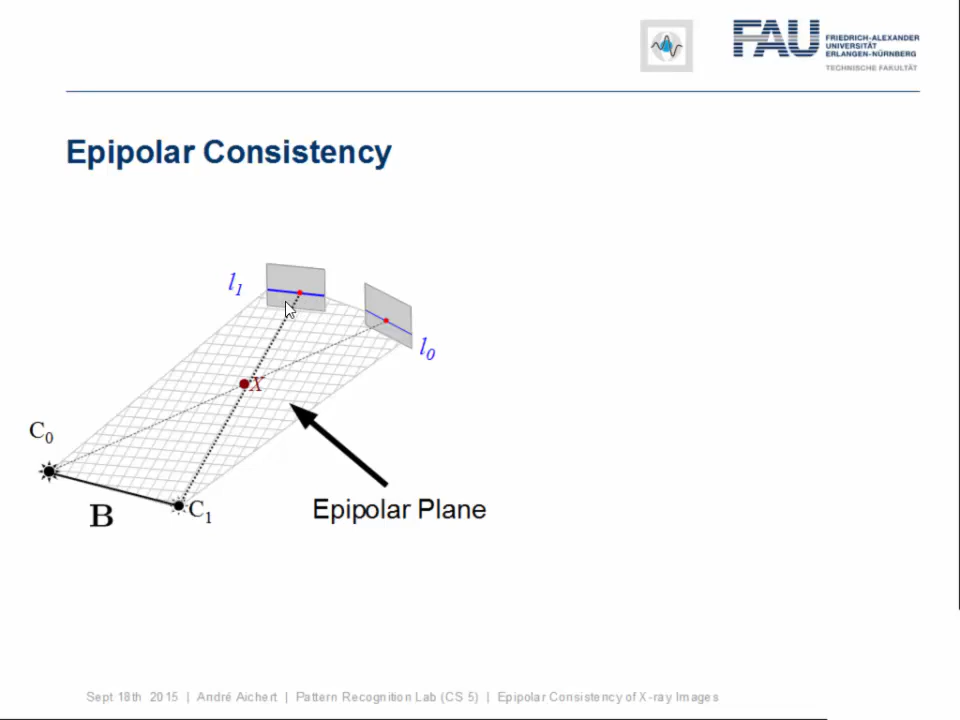 FAU
FRIEDRICH-ALEXANDER
UNIVERSITÄT
ERLANGEN-NÜRNBERG
TECHNISCHE FAKULTÄT
Epipolar Consistency
l1
l0
X
C0
C1
B
Epipolar Plane
Sept 18th 2015 | André Aichert | Pattern Recognition Lab (CS 5) | Epipolar Consistency of X-ray Images